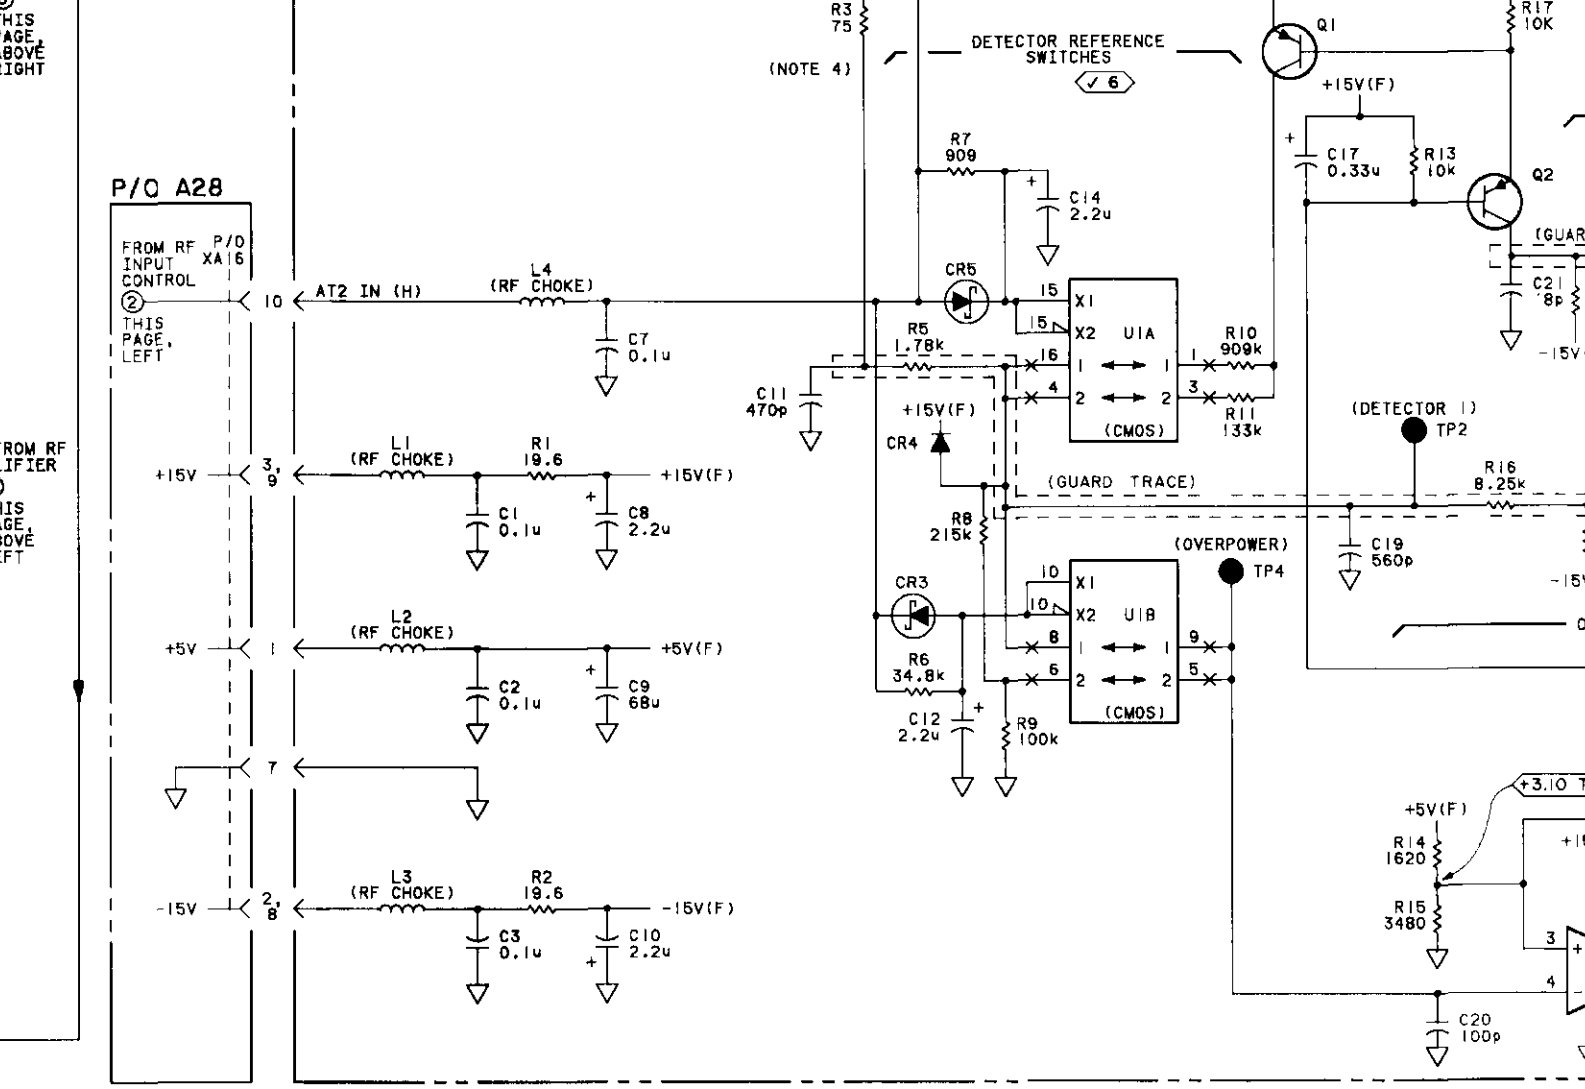 THIS
PAGE,
ABOVE
RIGHT
P/O A28
FROM RF
INPUT
CONTROL
2
THIS
PAGE,
LEFT
P/O
XA16
10
AT2 IN (H)
L4
(RF CHOKE)
C7
0.1u
FROM RF
LIFIER
HIS
AGE,
BOVE
EFT
+15V
3,
9
L1
(RF CHOKE)
R1
19.6
+15V(F)
C1
0.1u
+
C8
2.2u
+5V
1
L2
(RF CHOKE)
+5V(F)
C2
0.1u
+
C9
68u
7
-15V
2,
8
L3
(RF CHOKE)
R2
19.6
-15V(F)
C3
0.1u
+
C10
2.2u
R3
75
(NOTE 4)
DETECTOR REFERENCE
SWITCHES
✓ 6
R7
909
+
C14
2.2u
CR5
R5
1.78k
C11
470p
+15V(F)
CR4
15
X1
15
X2
U1A
16
1
1
1
4
2
2
3
(CMOS)
R10
909k
R11
133k
(GUARD TRACE)
R8
215k
CR3
R6
34.8k
C12
2.2u
+
R9
100k
10
X1
10
X2
U1B
8
1
1
9
6
2
2
5
(CMOS)
(OVERPOWER)
TP4
Q1
R17
10K
+15V(F)
+
C17
0.33u
R13
10k
Q2
(GUAR
C21
8p
-15V
(DETECTOR 1)
TP2
R16
8.25k
C19
560p
-15V
+3.10 T
+5V(F)
R14
1620
R15
3480
+15
3
+
4
-
C20
100p